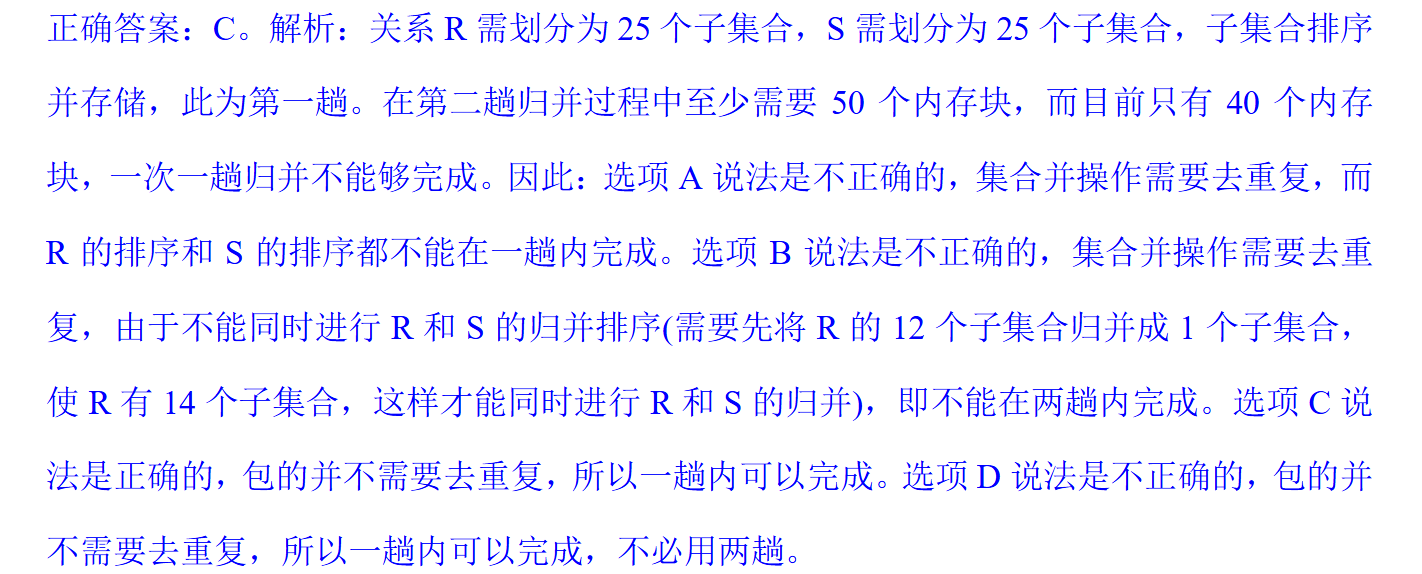 正确答案：C。解析：关系 R 需划分为 25 个子集合，S 需划分为 25 个子集合，子集合排序
并存储，此为第一趟。在第二趟归并过程中至少需要 50 个内存块，而目前只有 40 个内存
块，一次一趟归并不能够完成。因此：选项 A 说法是不正确的，集合并操作需要去重复，而
R 的排序和 S 的排序都不能在一趟内完成。选项 B 说法是不正确的，集合并操作需要去重
复，由于不能同时进行 R 和 S 的归并排序(需要先将 R 的 12 个子集合归并成 1 个子集合，
使 R 有 14 个子集合，这样才能同时进行 R 和 S 的归并)，即不能在两趟内完成。选项 C 说
法是正确的，包的并不需要去重复，所以一趟内可以完成。选项 D 说法是不正确的，包的并
不需要去重复，所以一趟内可以完成，不必用两趟。